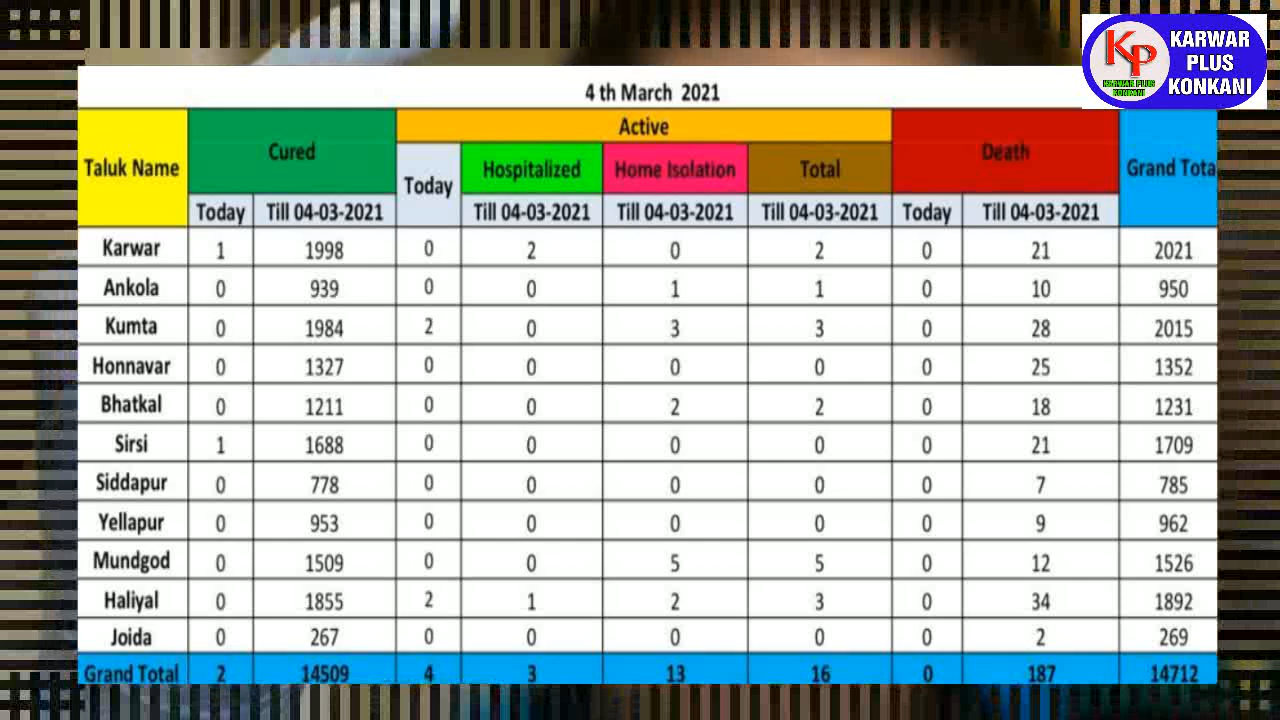 KARWAR
PLUS
KONKANI
KP
KARWAR PLUS
KONKANI
4 th March 2021
Taluk Name Cured Active Death Grand Tota
Today Hospitalized Home Isolation Total
Today Till 04-03-2021 Till 04-03-2021 Till 04-03-2021 Till 04-03-2021 Today Till 04-03-2021
Karwar 1 1998 0 2 0 2 0 21 2021
Ankola 0 939 0 0 1 1 0 10 950
Kumta 0 1984 2 0 3 3 0 28 2015
Honnavar 0 1327 0 0 0 0 0 25 1352
Bhatkal 0 1211 0 0 2 2 0 18 1231
Sirsi 1 1688 0 0 0 0 0 21 1709
Siddapur 0 778 0 0 0 0 0 7 785
Yellapur 0 953 0 0 0 0 0 9 962
Mundgod 0 1509 0 0 5 5 0 12 1526
Haliyal 0 1855 2 1 2 3 0 34 1892
Joida 0 267 0 0 0 0 0 2 269
Grand Total 2 14509 4 3 13 16 0 187 14712